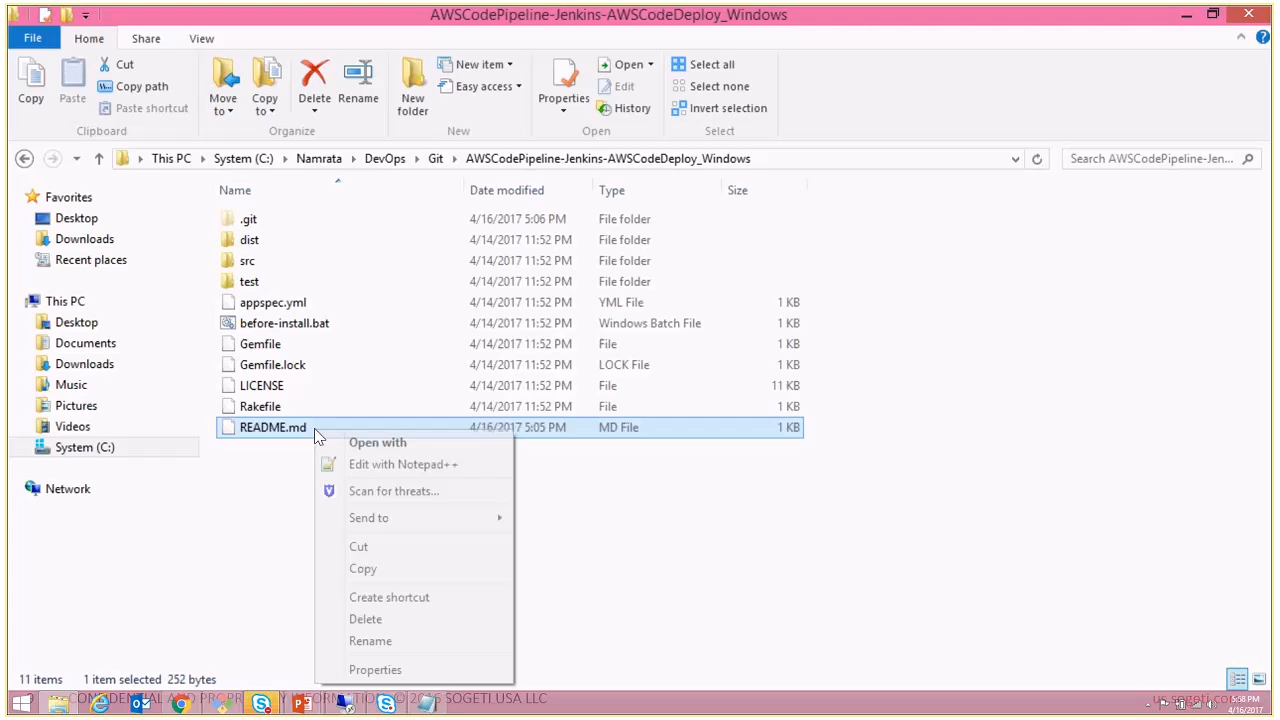 AWSCodePipeline-Jenkins-AWSCodeDeploy_Windows
File Home Share View
Copy
Paste
Cut
Copy path
Paste shortcut
Clipboard
Move to
Copy to
Delete
Rename
Organize
New folder
New item
Easy access
New
Properties
Open
Edit
History
Open
Select all
Select none
Invert selection
Select
This PC System (C:) Namrata DevOps Git AWSCodePipeline-Jenkins-AWSCodeDeploy_Windows
Search AWSCodePipeline-Jen...
Favorites
Desktop
Downloads
Recent places
This PC
Desktop
Documents
Downloads
Music
Pictures
Videos
System (C:)
Network
Name Date modified Type Size
.git 4/16/2017 5:06 PM File folder
dist 4/14/2017 11:52 PM File folder
src 4/14/2017 11:52 PM File folder
test 4/14/2017 11:52 PM File folder
appspec.yml 4/14/2017 11:52 PM YML File 1 KB
before-install.bat 4/14/2017 11:52 PM Windows Batch File 1 KB
Gemfile 4/14/2017 11:52 PM File 1 KB
Gemfile.lock 4/14/2017 11:52 PM LOCK File 1 KB
LICENSE 4/14/2017 11:52 PM File 11 KB
Rakefile 4/14/2017 11:52 PM File 1 KB
README.md 4/16/2017 5:05 PM MD File 1 KB
Open with
Edit with Notepad++
Scan for threats...
Send to
Cut
Copy
Create shortcut
Delete
Rename
Properties
11 items 1 item selected 252 bytes
CONFIDENTIAL AND SOGETI USA LLC
4/16/2017